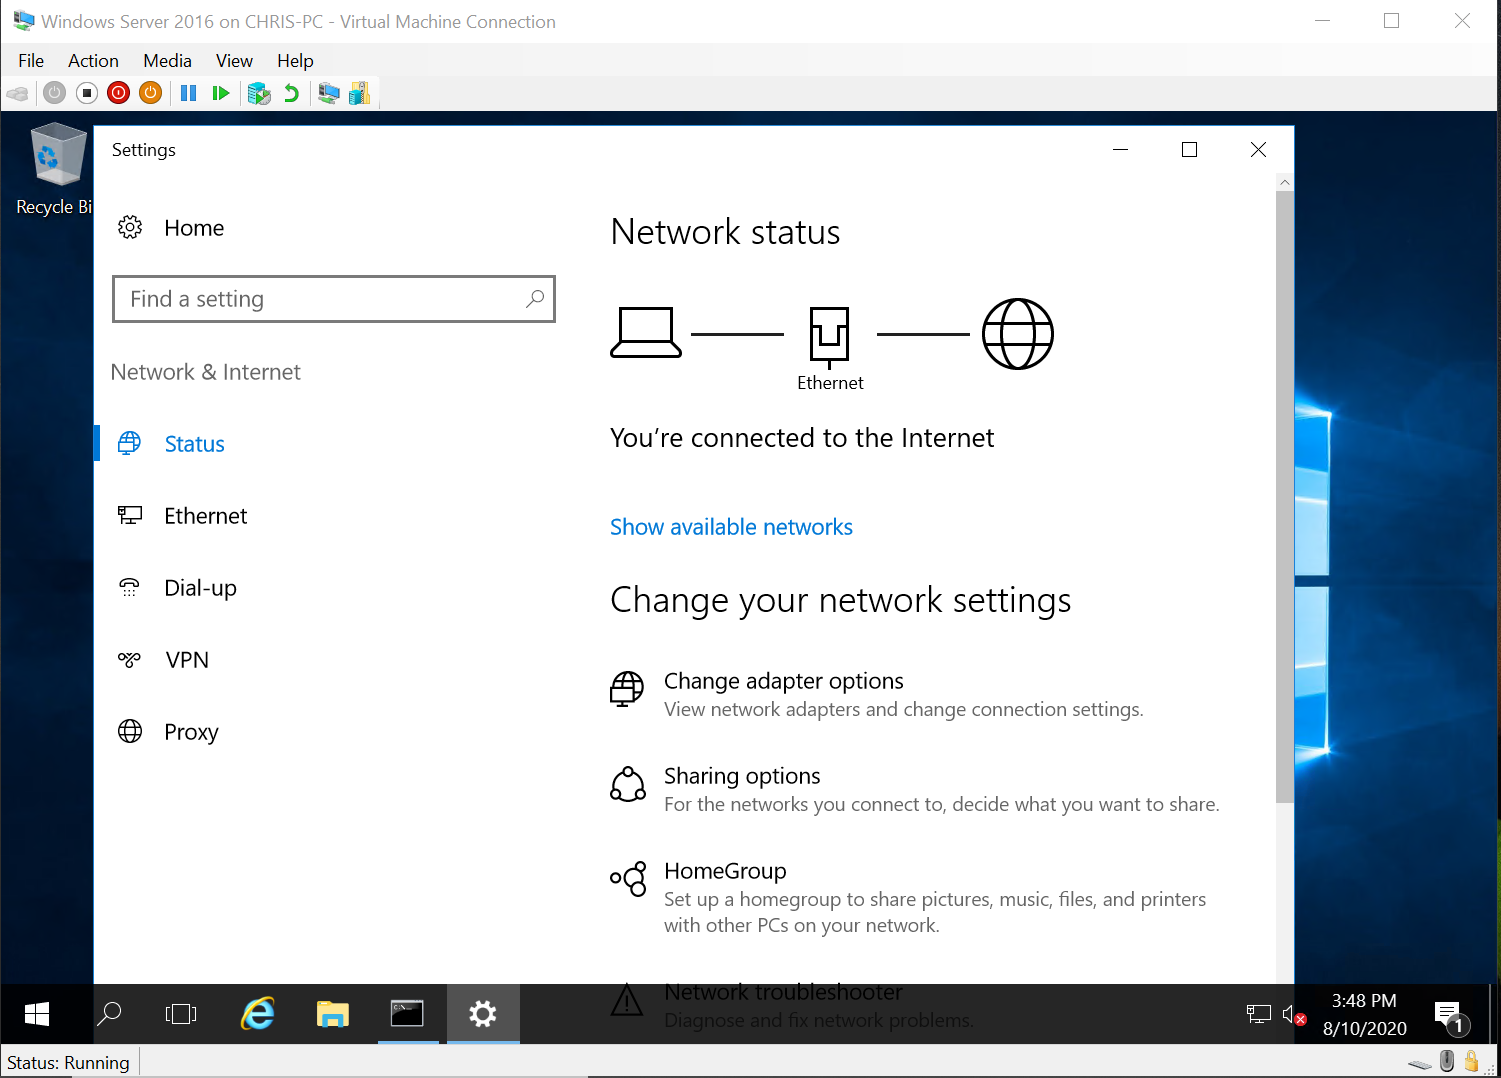 Windows Server 2016 on CHRIS-PC - Virtual Machine Connection
File Action Media View Help
Recycle Bi
Settings
Home
Find a setting
Network & Internet
Status
Ethernet
Dial-up
VPN
Proxy
Network status
Ethernet
You're connected to the Internet
Show available networks
Change your network settings
Change adapter options
View network adapters and change connection settings.
Sharing options
For the networks you connect to, decide what you want to share.
HomeGroup
Set up a homegroup to share pictures, music, files, and printers
with other PCs on your network.
Network troubleshooter
Diagnose and fix network problems.
3:48 PM
8/10/2020
1
Status: Running